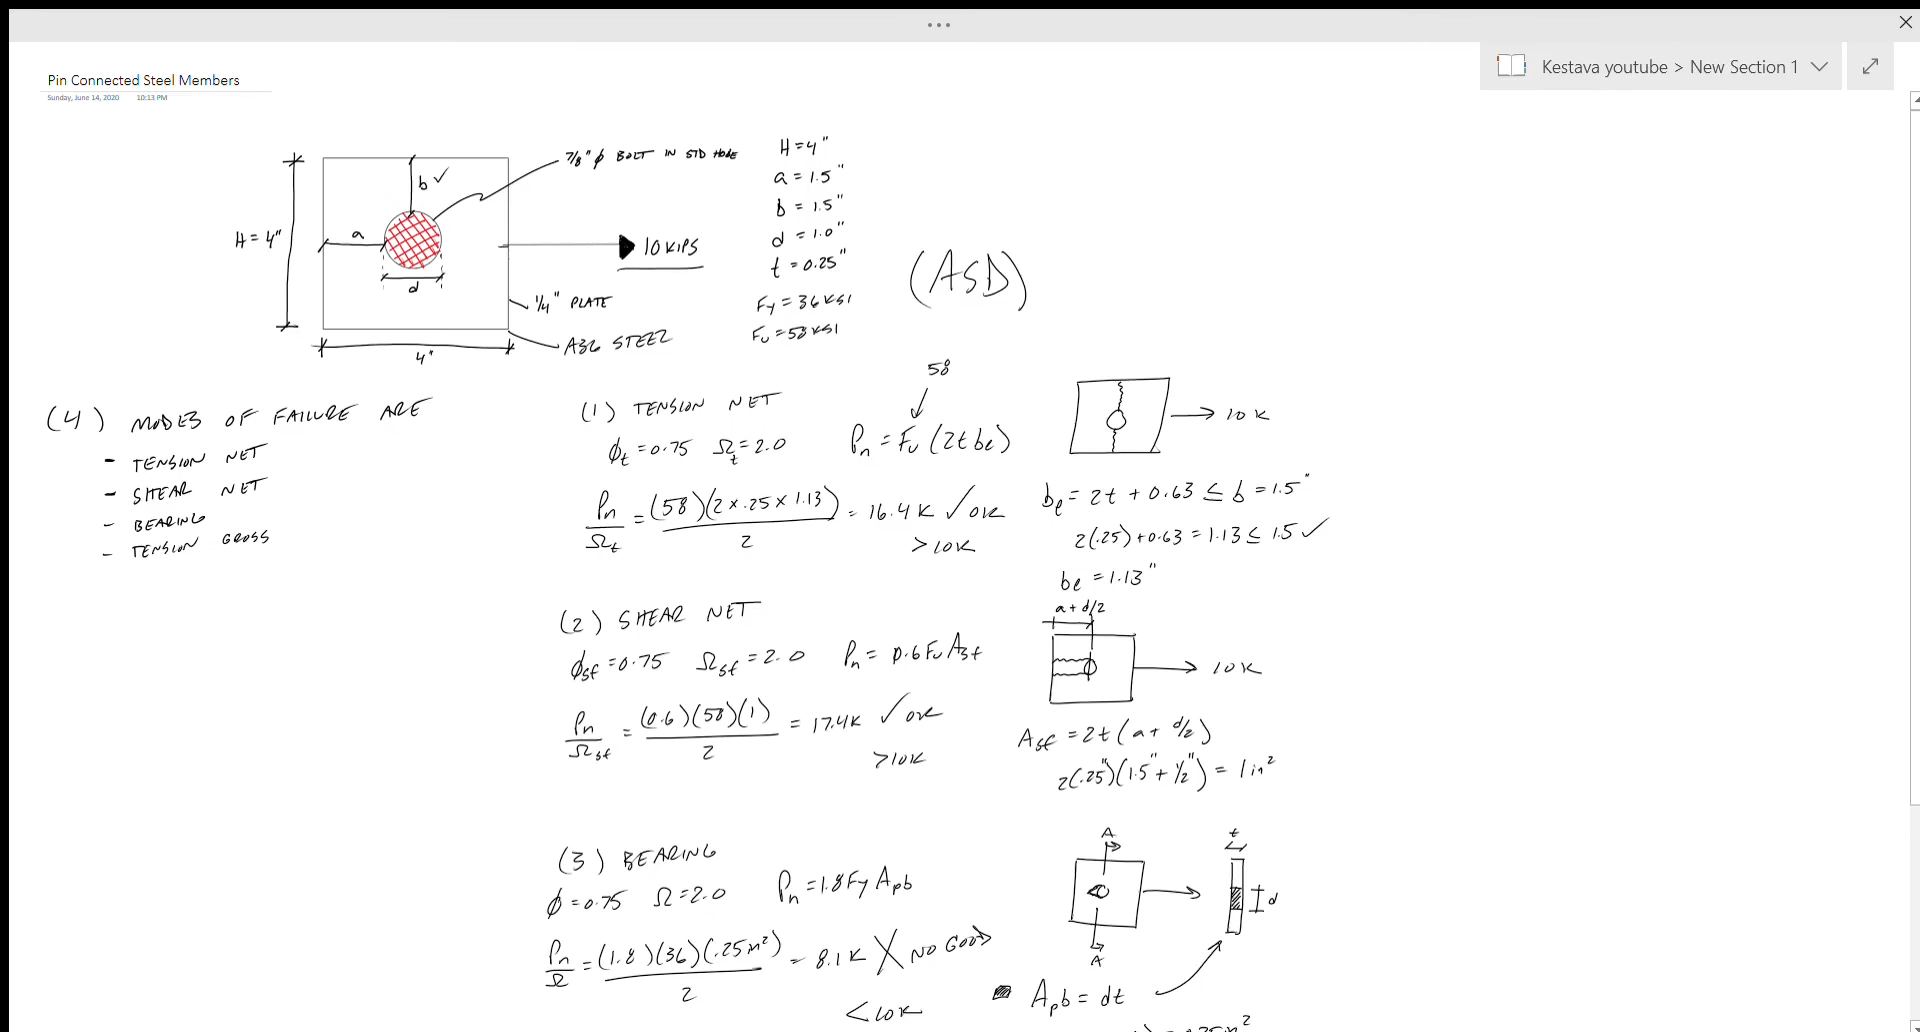 Kestava youtube > New Section 1
Pin Connected Steel Members
Sunday, June 14, 2020 10:13 PM
7/8" ϕ BOLT IN STD HOLE
b ✓
H = 4"
a
d
10 KIPS
1/4" PLATE
A36 STEEL
4"
H = 4"
a = 1.5"
b = 1.5"
d = 1.0"
t = 0.25"
Fy = 36 KSI
Fu = 58 KSI
(ASD)
(4) MODES OF FAILURE ARE
- TENSION NET
- SHEAR NET
- BEARING
- TENSION GROSS
58
(1) TENSION NET
ϕt = 0.75 Ωt = 2.0 Pn = Fu (2t be)
Pn/Ωt = (58)(2 x .25 x 1.13)/2 = 16.4 K ✓ OK
> 10K
10 K
be = 2t + 0.63 ≤ b = 1.5"
2(.25) + 0.63 = 1.13 ≤ 1.5 ✓
be = 1.13"
a + d/2
(2) SHEAR NET
ϕsf = 0.75 Ωsf = 2.0 Pn = 0.6 Fu Asf
Pn/Ωsf = (0.6)(58)(1)/2 = 17.4K ✓ OK
> 10K
10K
Asf = 2t (a + d/2)
2(.25")(1.5" + 1/2") = 1 in²
(3) BEARING
ϕ = 0.75 Ω = 2.0 Pn = 1.8 Fy Apb
Pn/Ω = (1.8)(36)(.25 in²)/2 = 8.1 K X NO GOOD
< 10K
A
A
t
d
Apb = dt